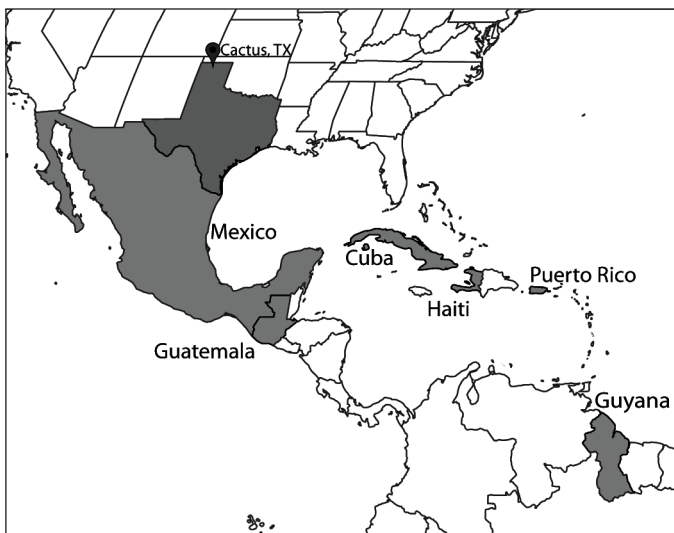 Cactus, TX
Mexico
Cuba
Puerto Rico
Haiti
Guatemala
Guyana